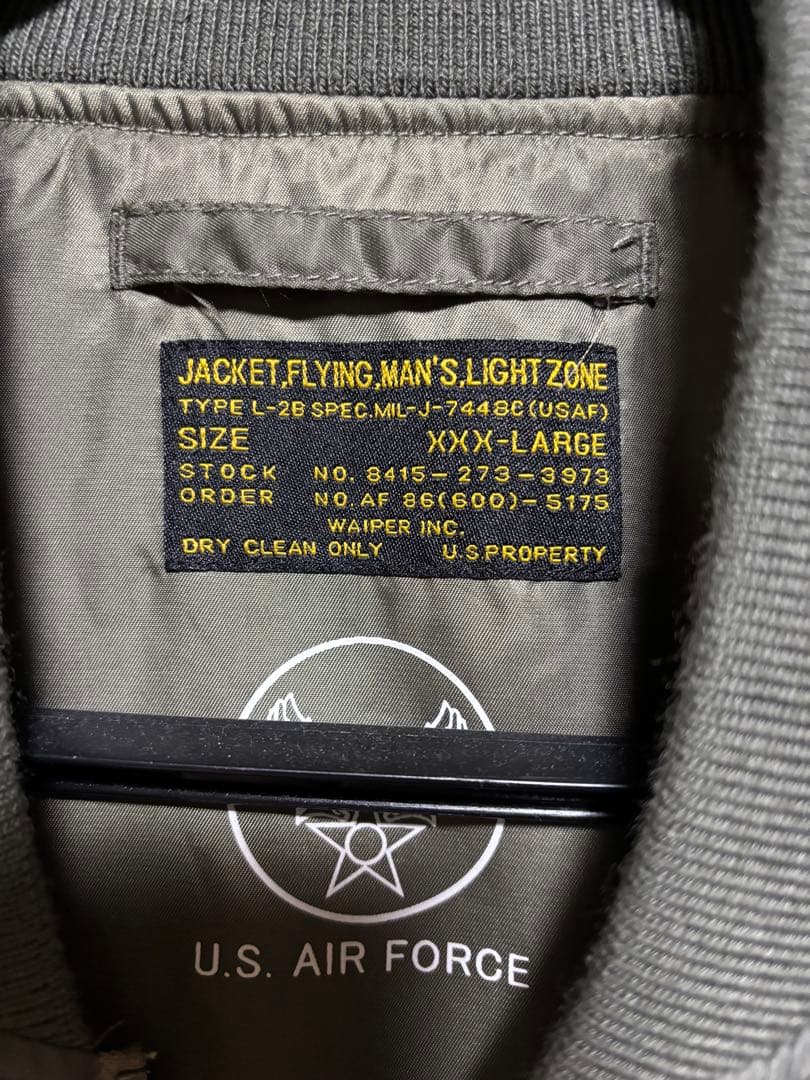 JACKET,FLYING,MAN'S,LIGHT ZONE
TYPE L-2B SPEC.MIL-J-7448C(USAF)
SIZE XXX-LARGE
STOCK NO. 8415-273-3973
ORDER NO.AF 86(600)-5175
WAIPER INC.
DRY CLEAN ONLY U.S.PROPERTY
U.S. AIR FORCE